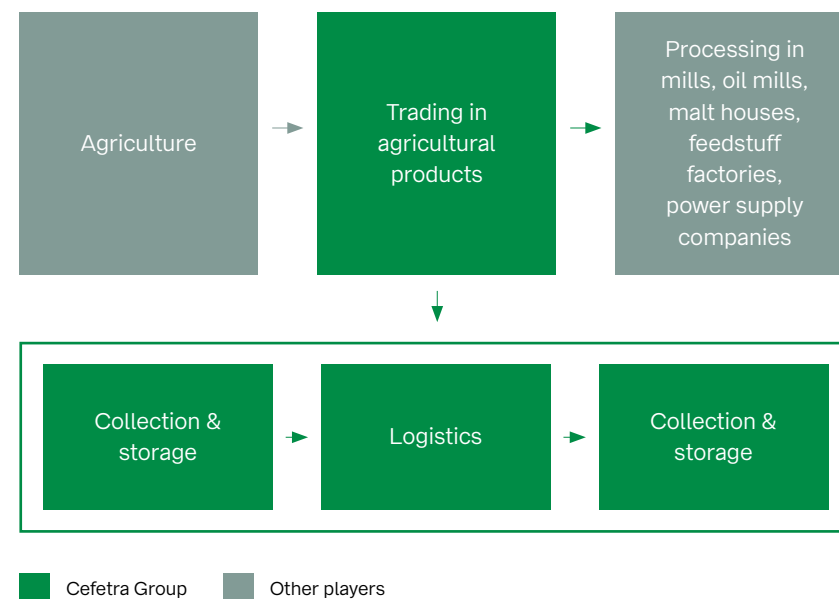 Agriculture
Trading in
agricultural
products
Processing in
mills, oil mills,
malt houses,
feedstuff
factories,
power supply
companies
Collection &
storage
Logistics
Collection &
storage
Cefetra Group
Other players